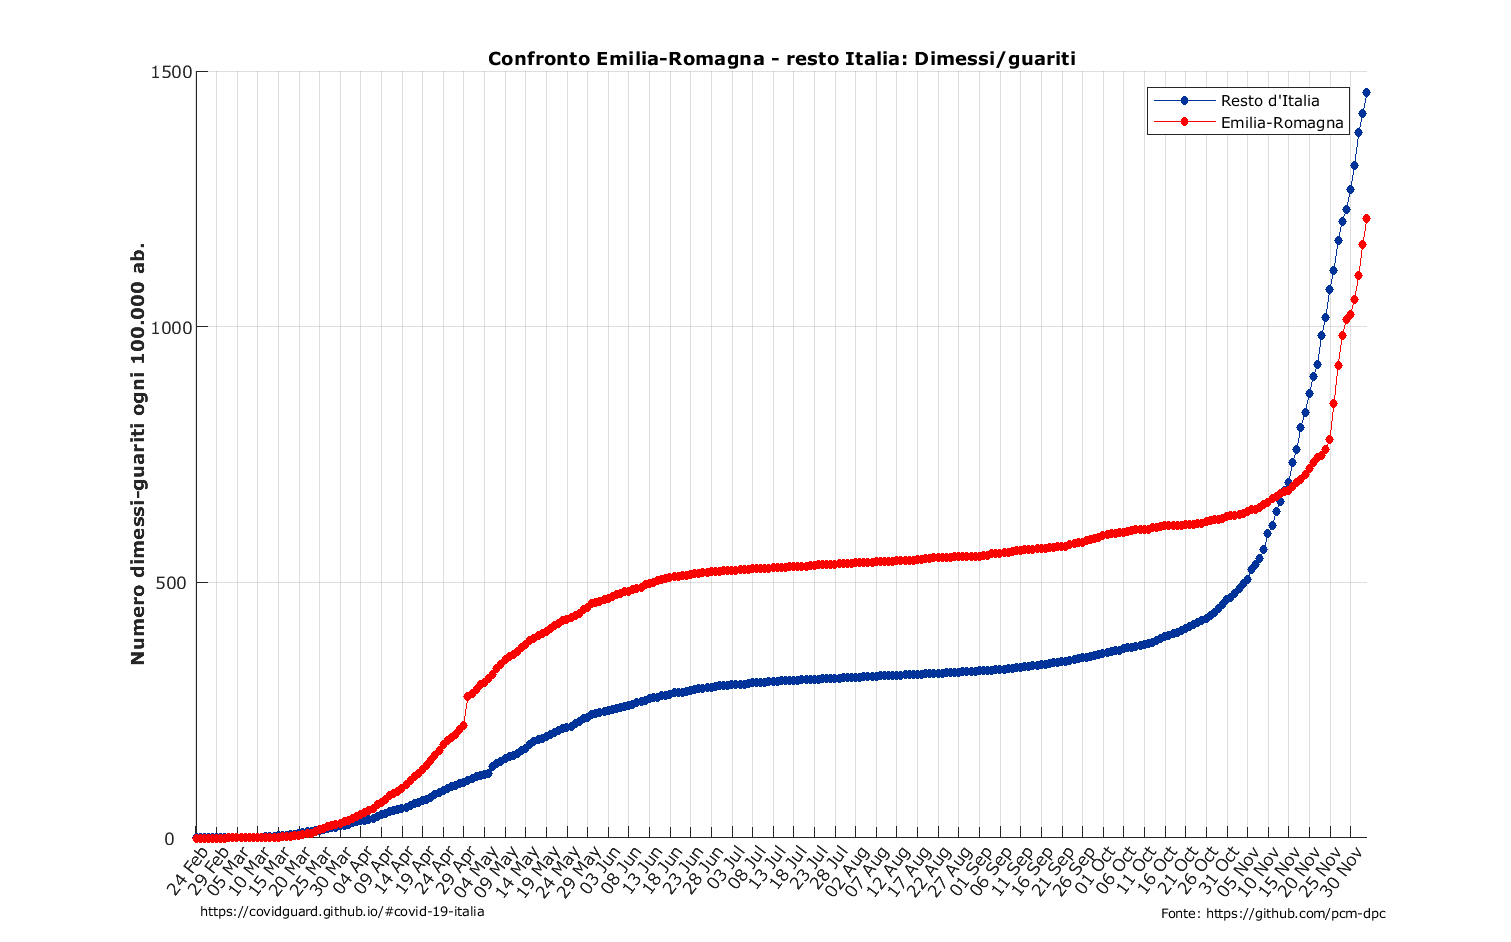 Confronto Emilia-Romagna - resto Italia: Dimessi/guariti
Resto d'Italia
Emilia-Romagna
Numero dimessi-guariti ogni 100.000 ab.
1500
1000
500
0
24 Feb
29 Feb
05 Mar
10 Mar
15 Mar
20 Mar
25 Mar
30 Mar
04 Apr
09 Apr
14 Apr
19 Apr
24 Apr
29 Apr
04 May
09 May
14 May
19 May
24 May
29 May
03 Jun
08 Jun
13 Jun
18 Jun
23 Jun
28 Jun
03 Jul
08 Jul
13 Jul
18 Jul
23 Jul
28 Jul
02 Aug
07 Aug
12 Aug
17 Aug
22 Aug
27 Aug
01 Sep
06 Sep
11 Sep
16 Sep
21 Sep
26 Sep
01 Oct
06 Oct
11 Oct
16 Oct
21 Oct
26 Oct
31 Oct
05 Nov
10 Nov
15 Nov
20 Nov
25 Nov
30 Nov
https://covidguard.github.io/#covid-19-italia
Fonte: https://github.com/pcm-dpc